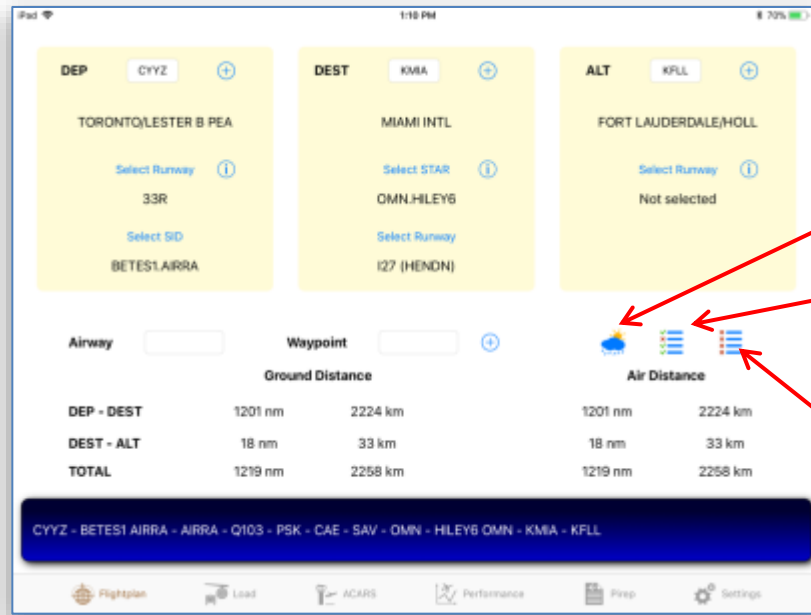 iPad 1:10 PM 70%
DEP CYYZ DEST KMIA ALT KFLL
TORONTO/LESTER B PEA MIAMI INTL FORT LAUDERDALE/HOLL
Select Runway Select STAR Select Runway
33R OMN.HILEY6 Not selected
Select SID Select Runway
BETES1.AIRRA I27 (HENDN)
Airway Waypoint
Ground Distance Air Distance
DEP - DEST 1201 nm 2224 km 1201 nm 2224 km
DEST - ALT 18 nm 33 km 18 nm 33 km
TOTAL 1219 nm 2258 km 1219 nm 2258 km
CYYZ - BETES1 AIRRA - AIRRA - Q103 - PSK - CAE - SAV - OMN - HILEY6 OMN - KMIA - KFLL
Flightplan Load ACARS Performance Pirep Settings